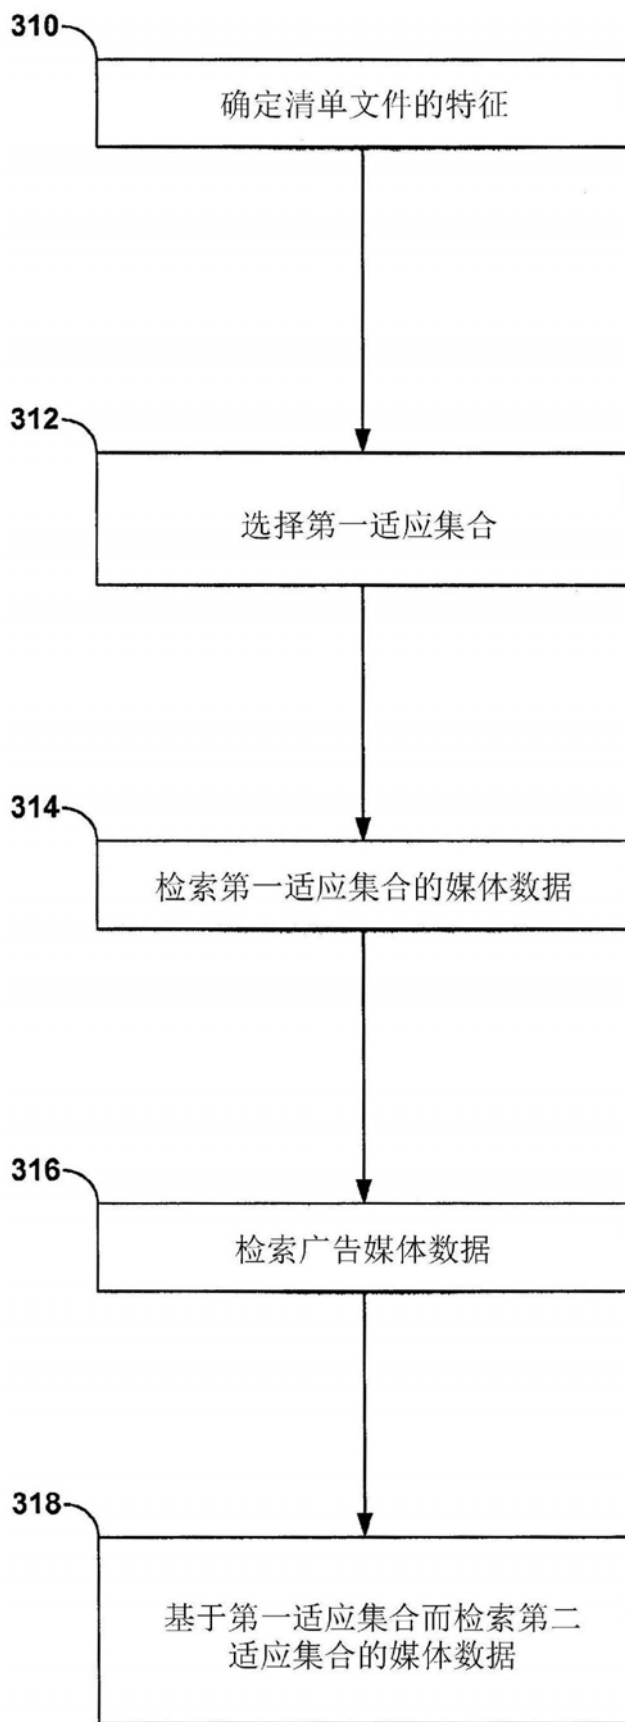 310
确定清单文件的特征
312
选择第一适应集合
314
检索第一适应集合的媒体数据
316
检索广告媒体数据
318
基于第一适应集合而检索第二
适应集合的媒体数据